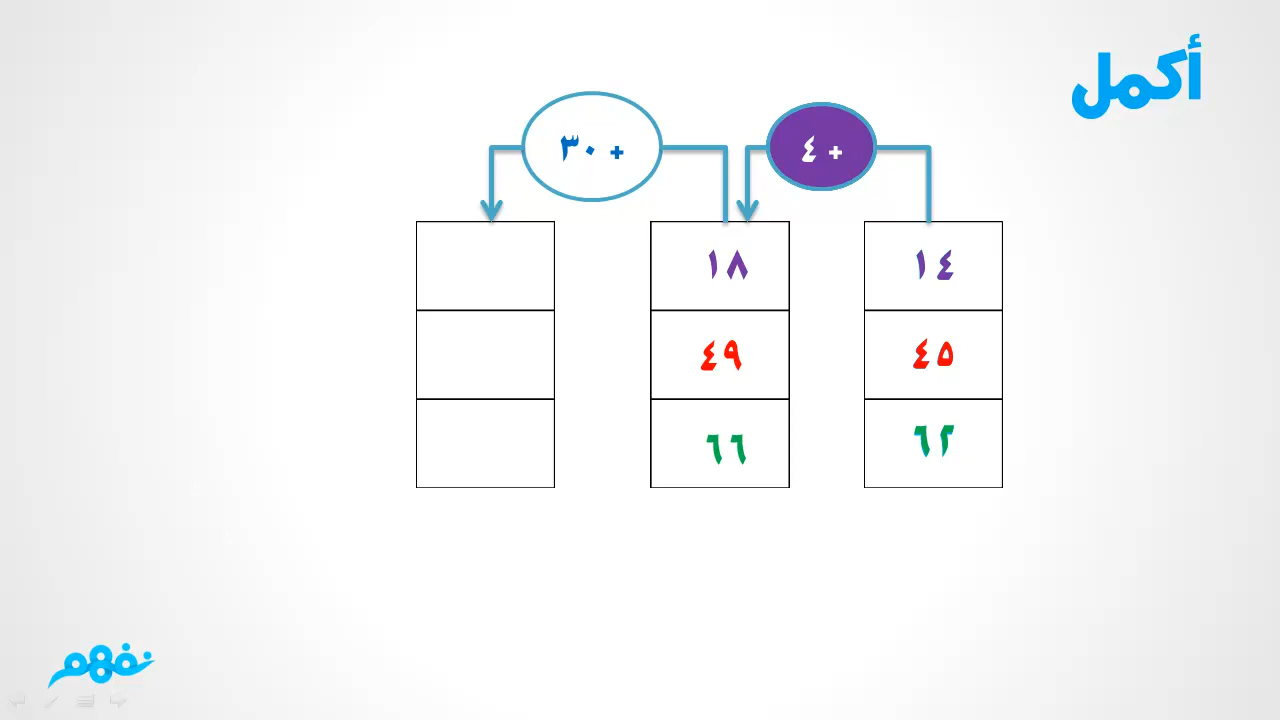 أكمل
+ ٤
+ ٣٠
١٤ ١٨
٤٥ ٤٩
٦٢ ٦٦
نفهم